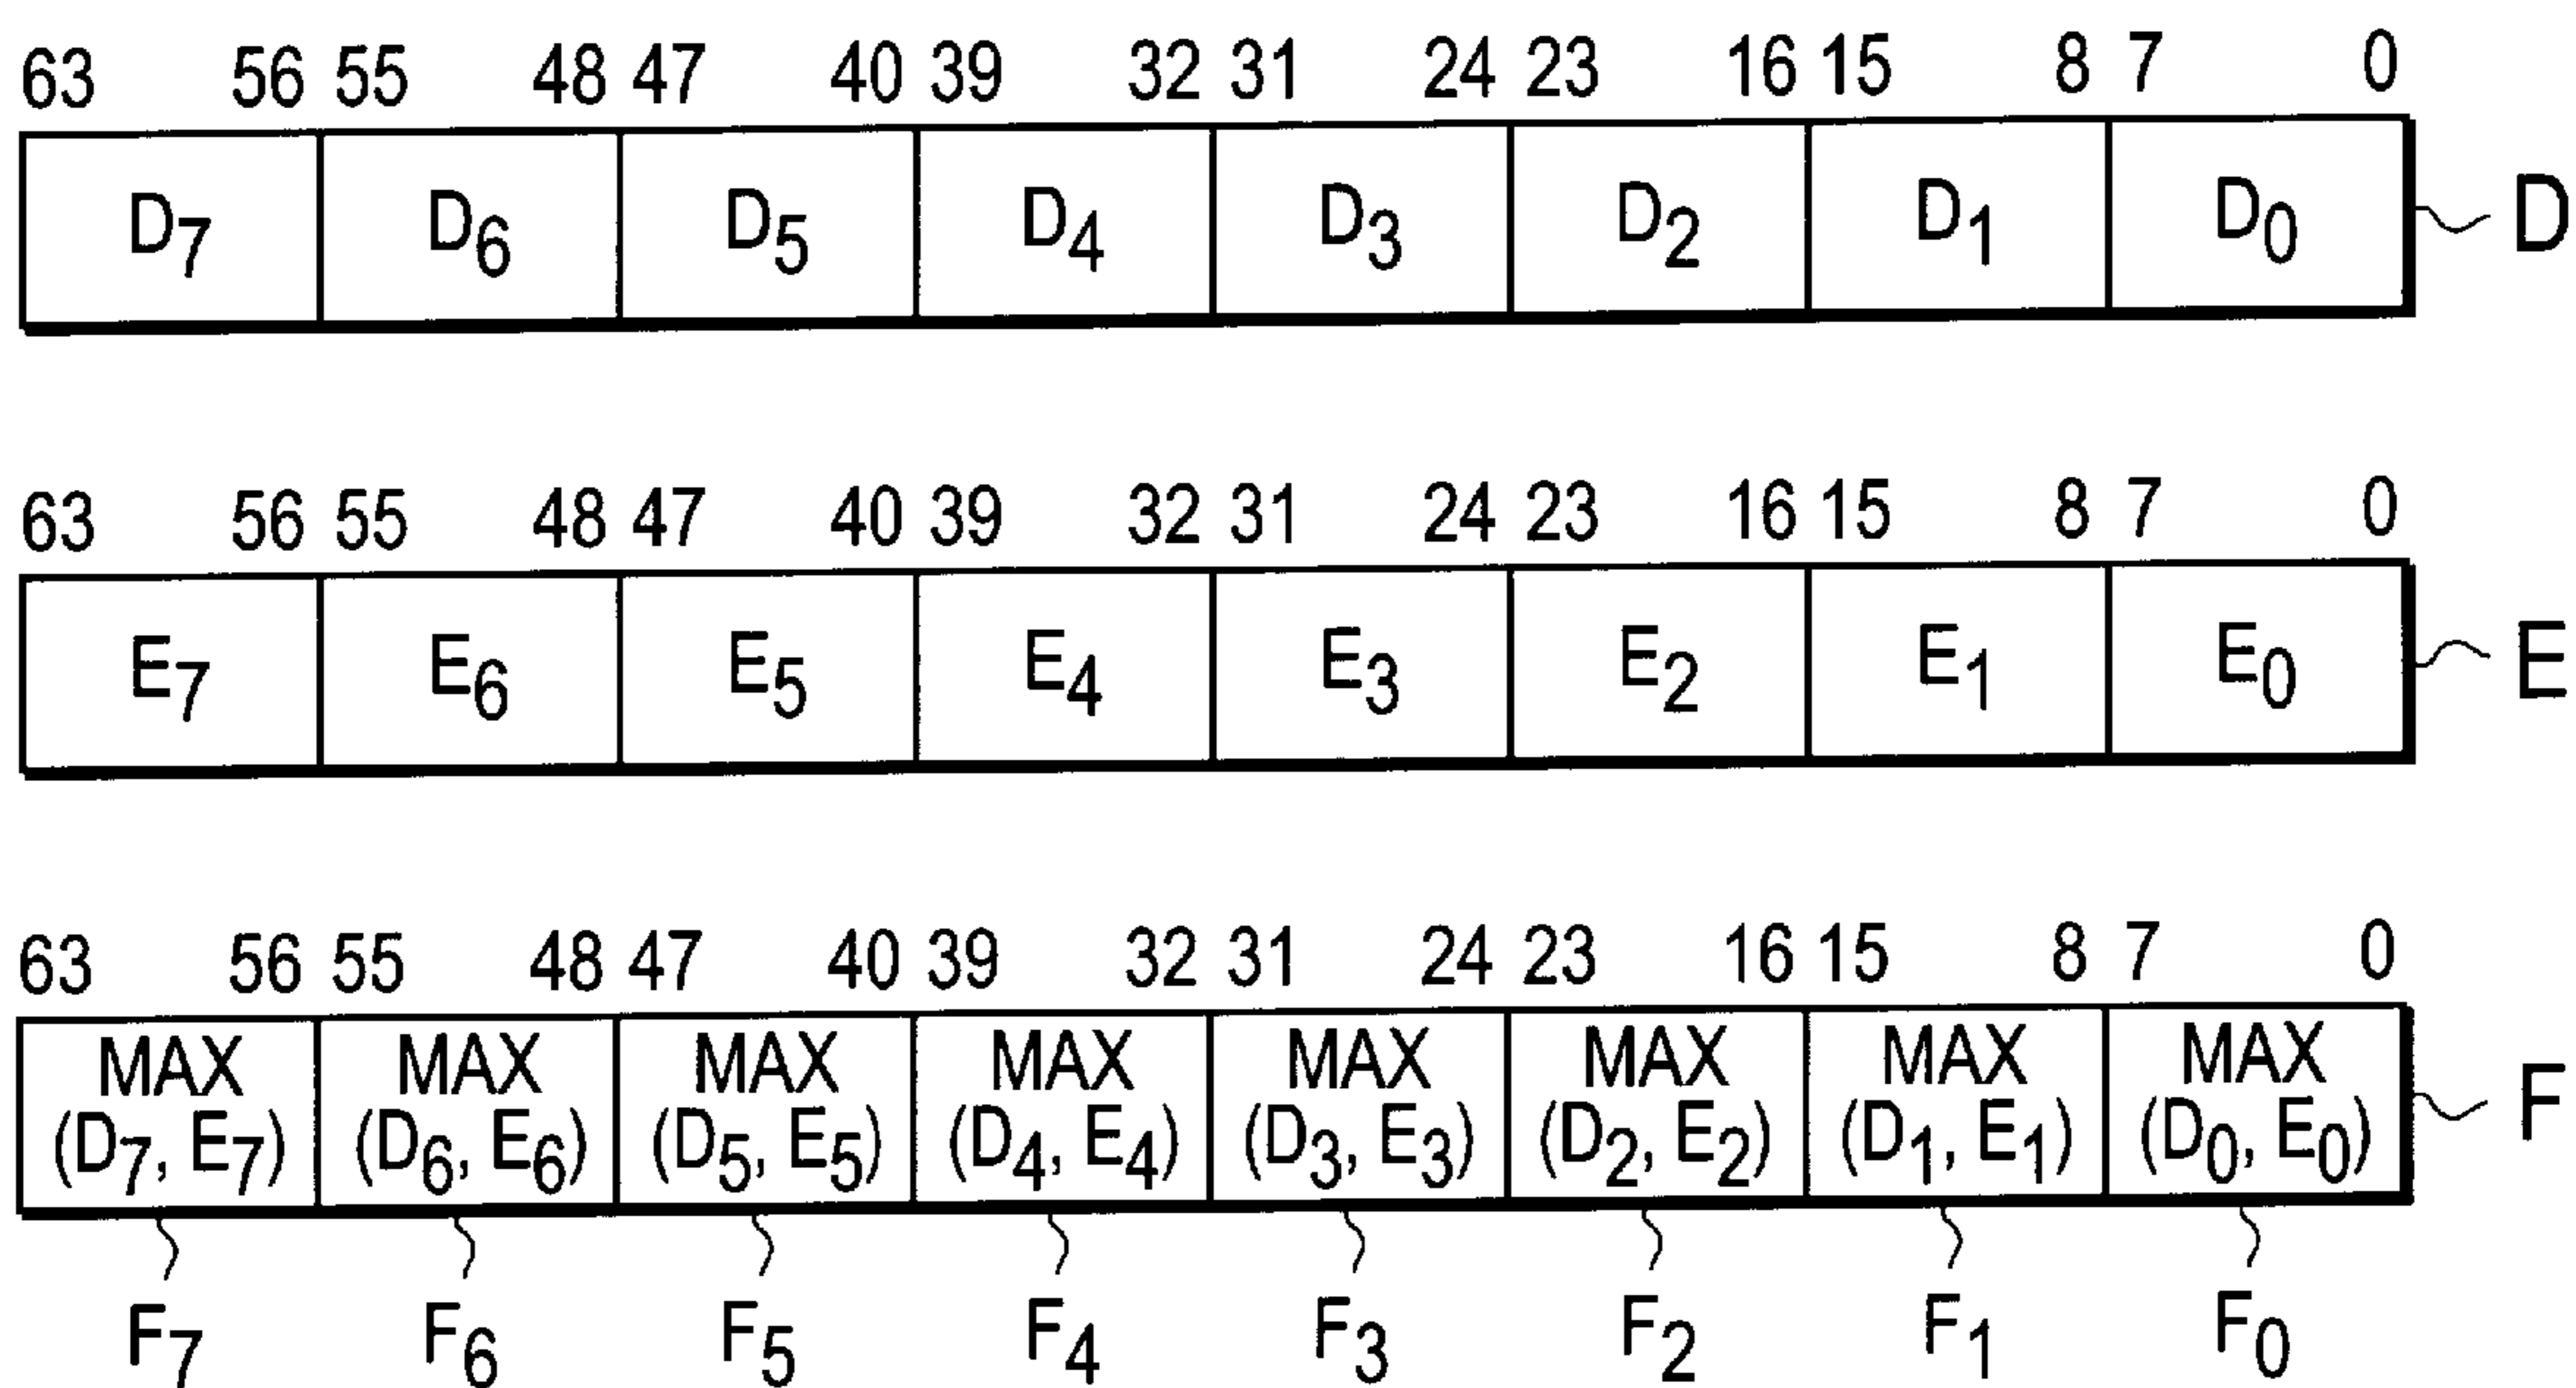 63 56 55 48 47 40 39 32 31 24 23 16 15 8 7 0
D7 D6 D5 D4 D3 D2 D1 D0 D
63 56 55 48 47 40 39 32 31 24 23 16 15 8 7 0
E7 E6 E5 E4 E3 E2 E1 E0 E
63 56 55 48 47 40 39 32 31 24 23 16 15 8 7 0
MAX MAX MAX MAX MAX MAX MAX MAX
(D7, E7) (D6, E6) (D5, E5) (D4, E4) (D3, E3) (D2, E2) (D1, E1) (D0, E0) F
F7 F6 F5 F4 F3 F2 F1 F0